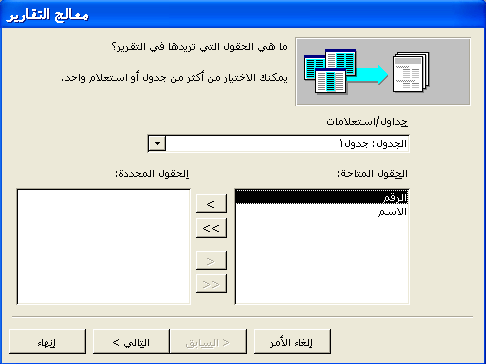 معالج التقارير
ما هي الحقول التي تريدها في التقرير؟
يمكنك الاختيار من أكثر من جدول أو استعلام واحد.
جداول/استعلامات
الجدول: جدول١
الحقول المتاحة:
الحقول المحددة:
الرقم
الاسم
>
>>
<
<<
إلغاء الأمر
< السابق
التالي >
إنهاء